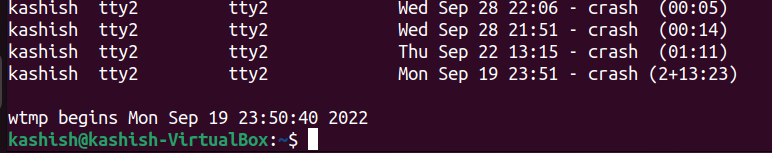 kashish  tty2         tty2             Wed Sep 28 22:06 - crash  (00:05)
kashish  tty2         tty2             Wed Sep 28 21:51 - crash  (00:14)
kashish  tty2         tty2             Thu Sep 22 13:15 - crash  (01:11)
kashish  tty2         tty2             Mon Sep 19 23:51 - crash (2+13:23)
wtmp begins Mon Sep 19 23:50:40 2022
kashish@kashish-VirtualBox:~$